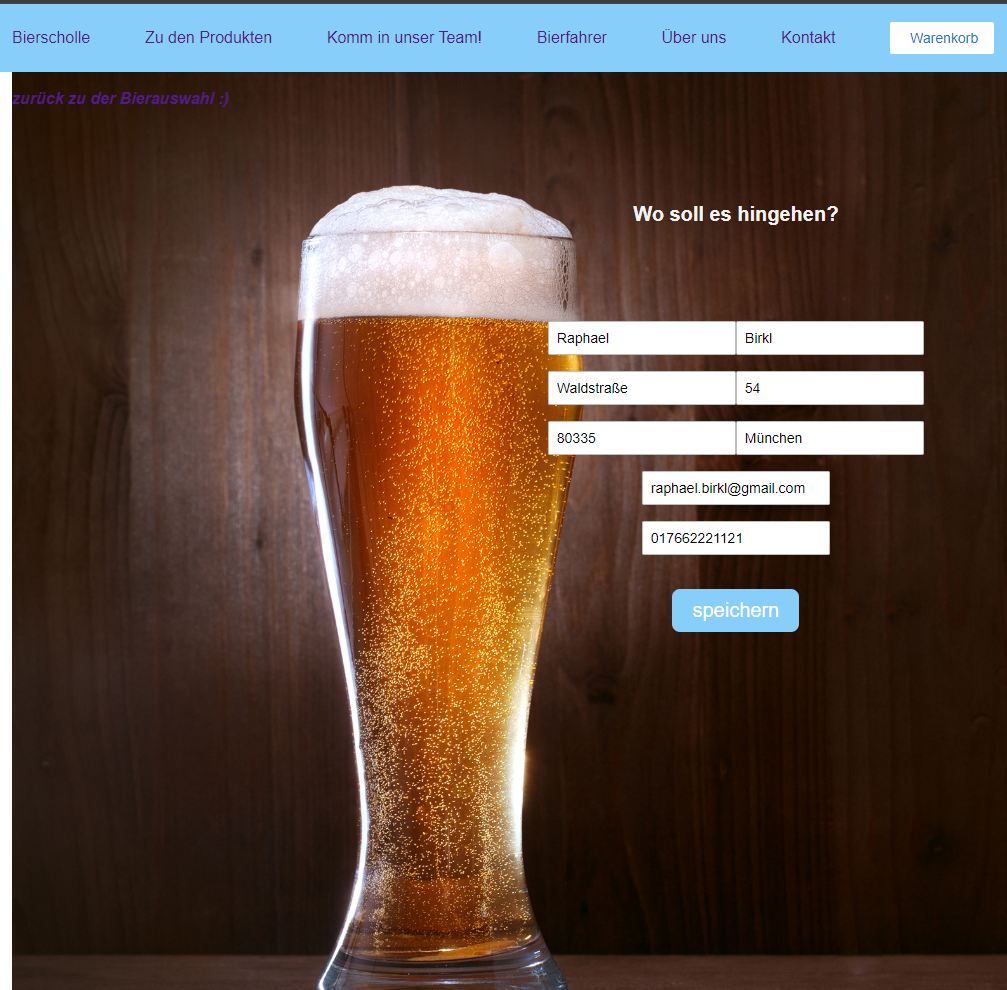 Bierscholle Zu den Produkten Komm in unser Team! Bierfahrer Über uns Kontakt Warenkorb
zurück zu der Bierauswahl :)
Wo soll es hingehen?
Raphael Birkl
Waldstraße 54
80335 München
raphael.birkl@gmail.com
017662221121
speichern